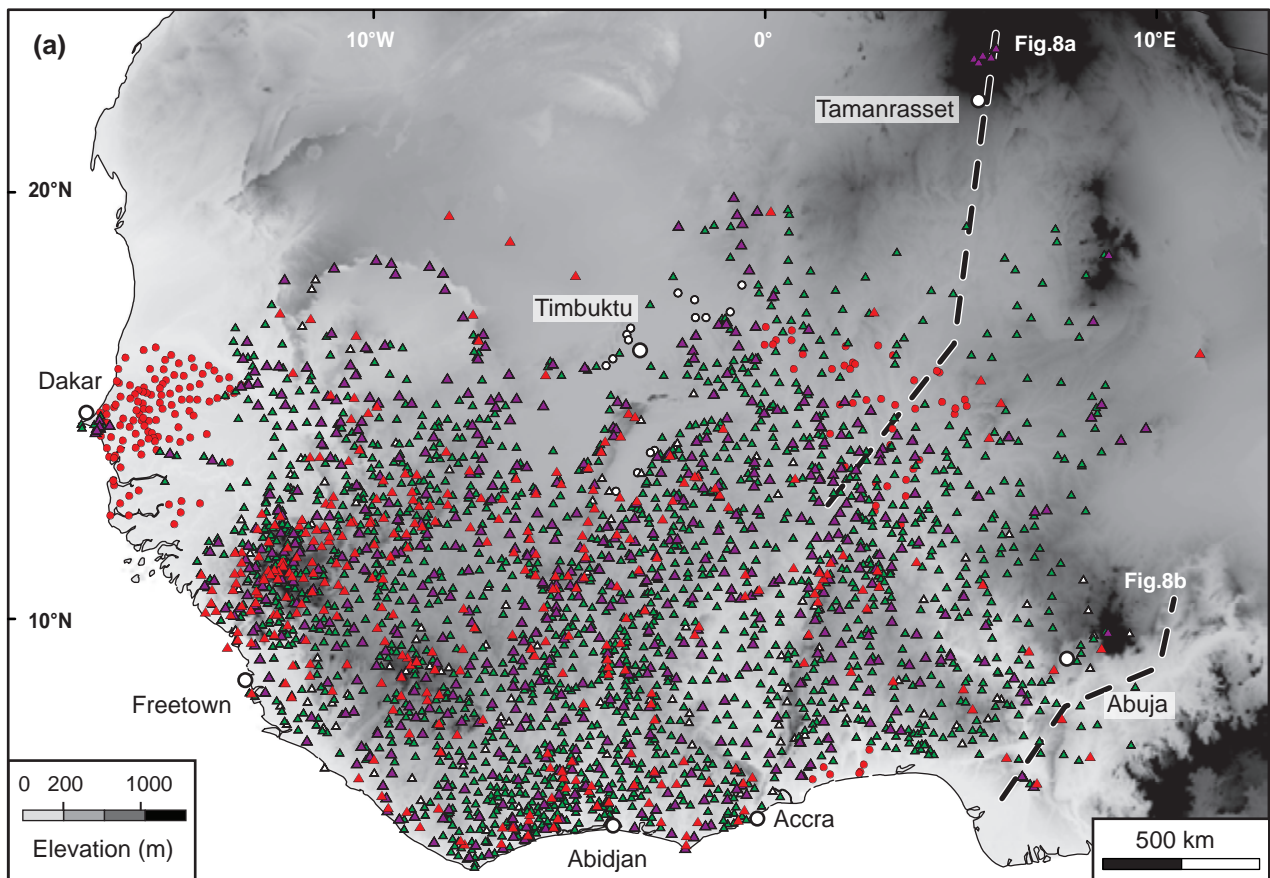 (a)
10°W
0°
10°E
Fig.8a
Tamanrasset
20°N
Timbuktu
Dakar
10°N
Fig.8b
Freetown
Abuja
0 200 1000
Elevation (m)
Accra
Abidjan
500 km